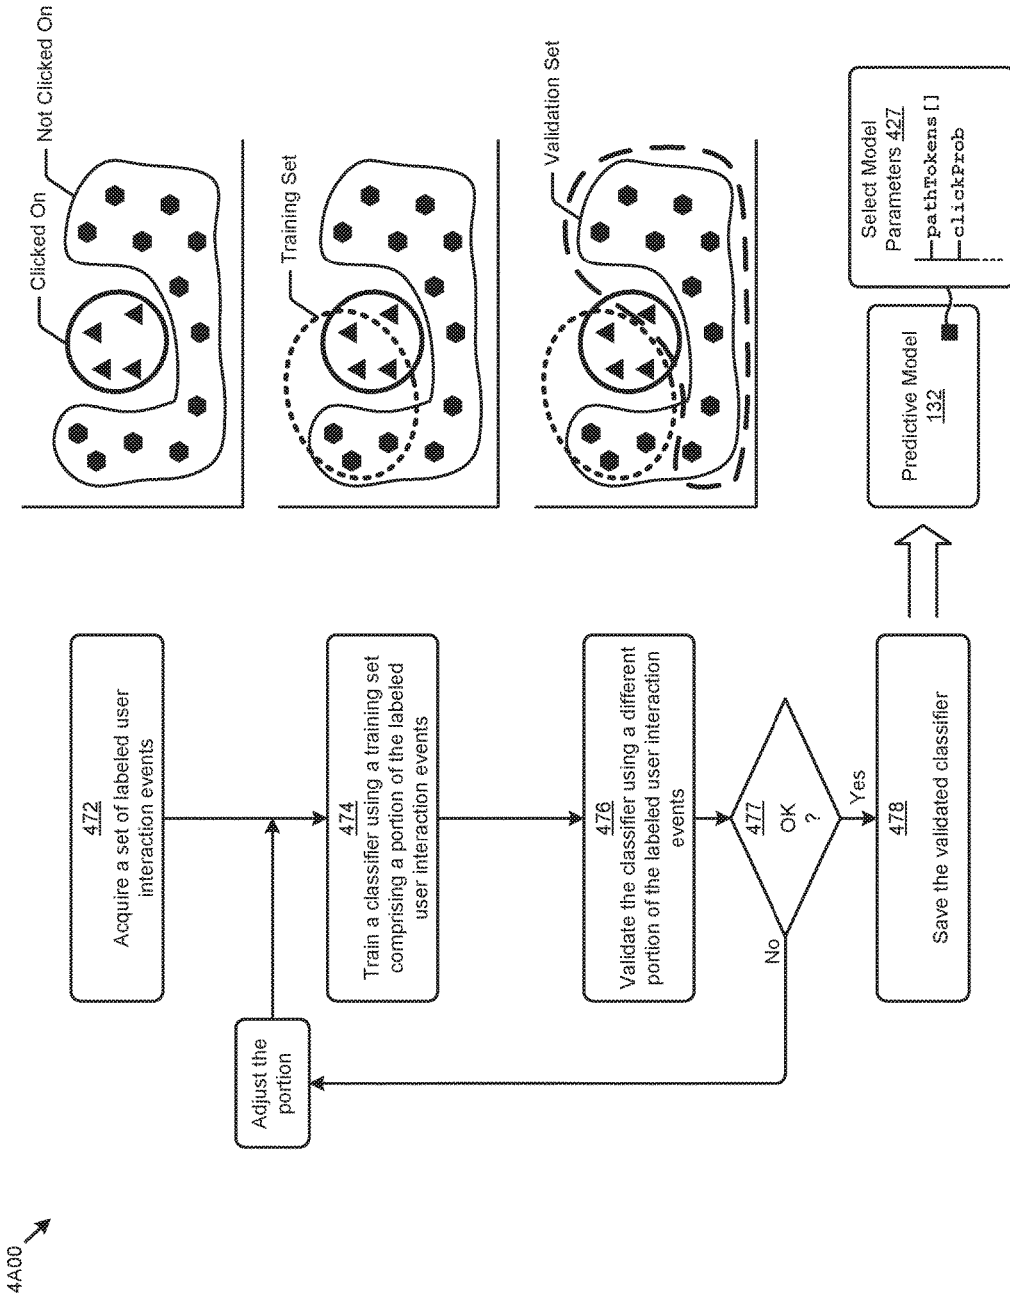 4A00
472
Acquire a set of labeled user
interaction events
Clicked On
Not Clicked On
Adjust the
portion
474
Train a classifier using a training set
comprising a portion of the labeled
user interaction events
Training Set
476
Validate the classifier using a different
portion of the labeled user interaction
events
Validation Set
477
OK
?
No
Yes
478
Save the validated classifier
Predictive Model
132
Select Model
Parameters 427
pathTokens[]
clickProb